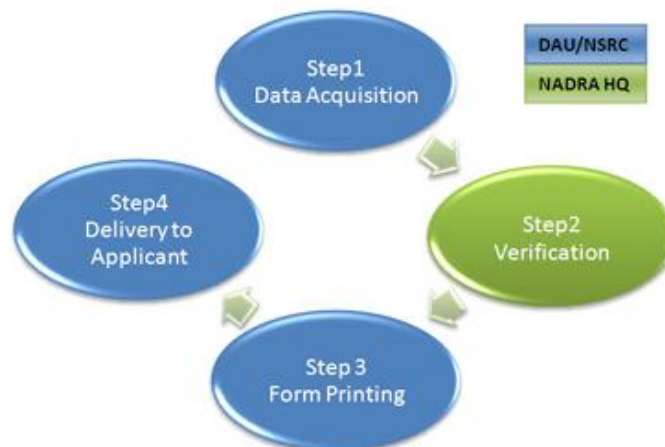 Step1
Data Acquisition
DAU/NSRC
NADRA HQ
Step2
Verification
Step 3
Form Printing
Step4
Delivery to
Applicant